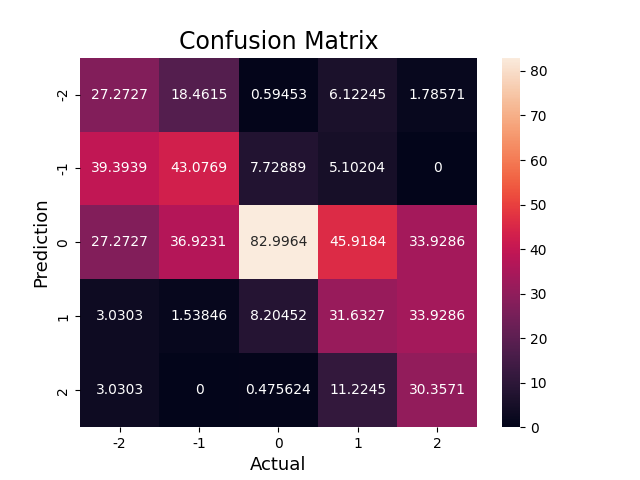 Confusion Matrix
-2 27.2727 18.4615 0.59453 6.12245 1.78571
-1 39.3939 43.0769 7.72889 5.10204 0
0 27.2727 36.9231 82.9964 45.9184 33.9286
1 3.0303 1.53846 8.20452 31.6327 33.9286
2 3.0303 0 0.475624 11.2245 30.3571
-2 -1 0 1 2
Prediction
Actual
80
70
60
50
40
30
20
10
0